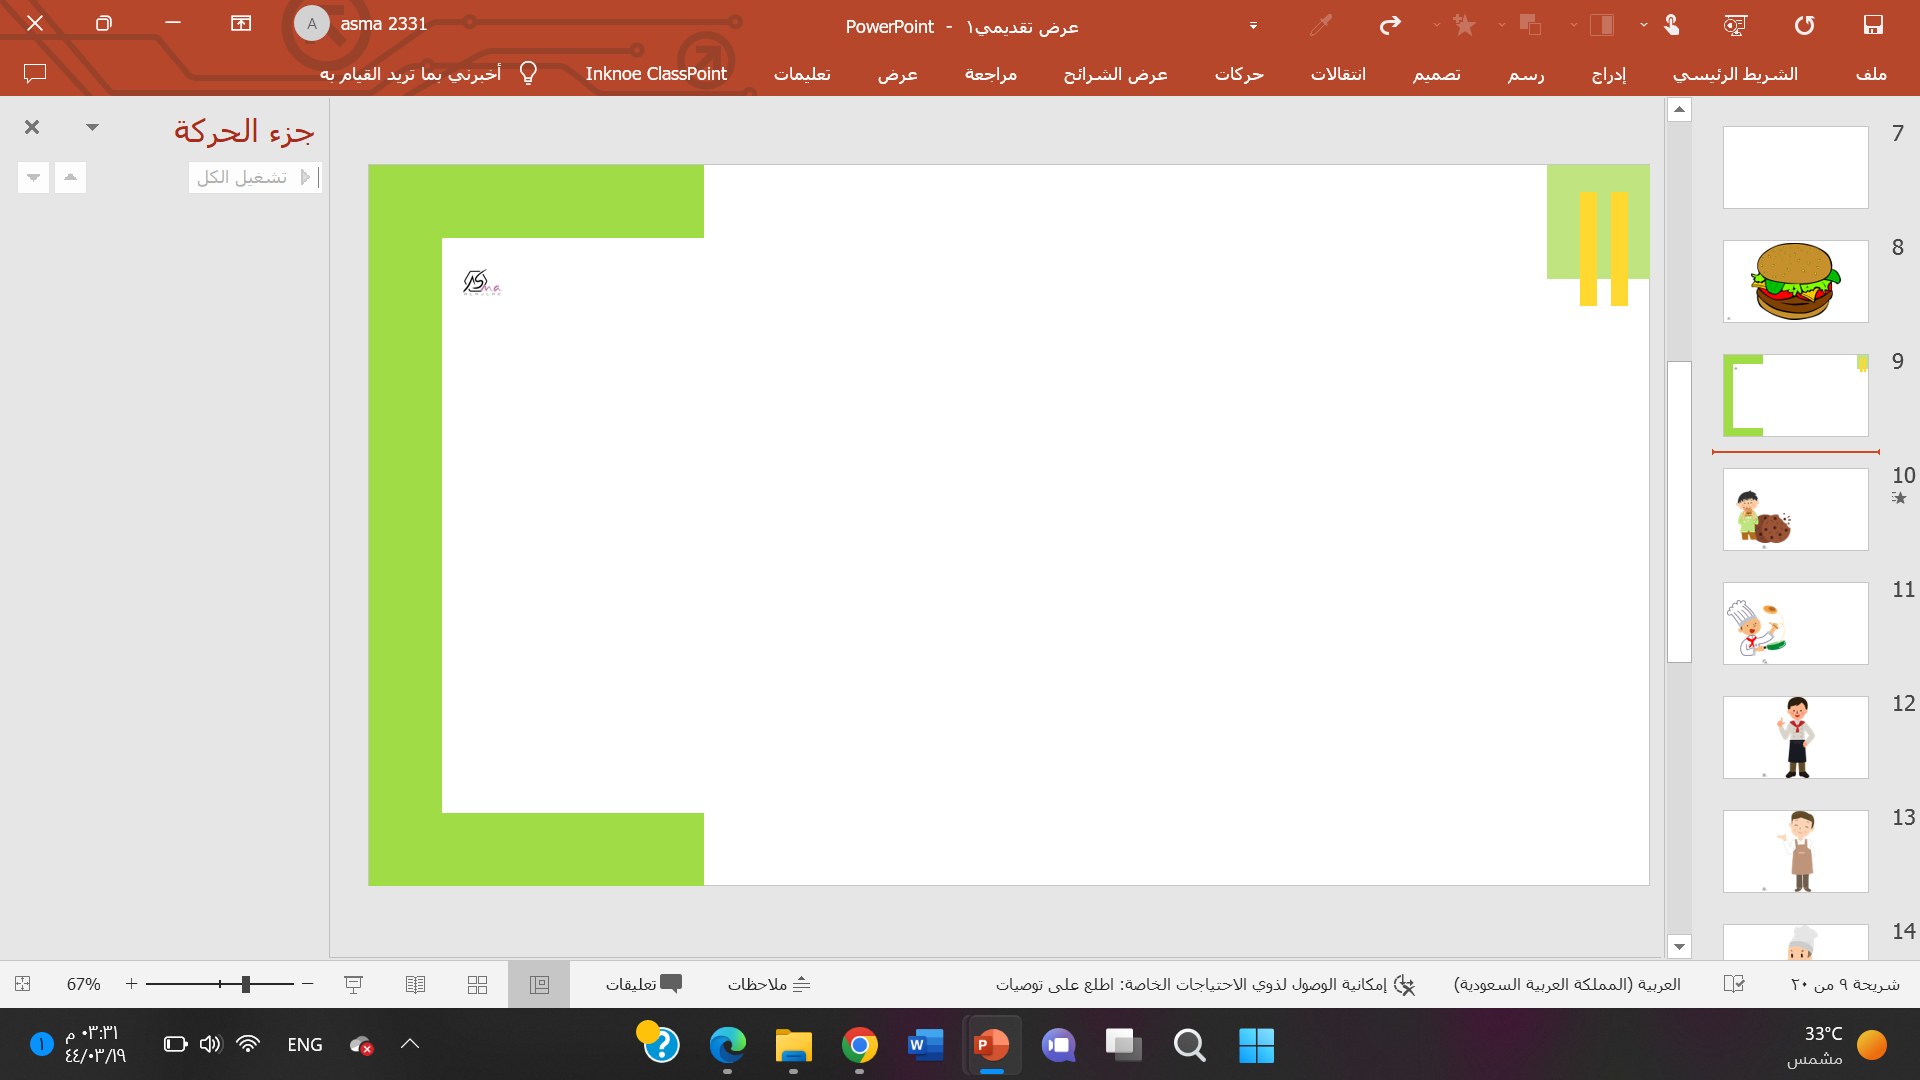 asma 2331
A
عرض تقديمي١ - PowerPoint
ملف
الشريط الرئيسي
إدراج
رسم
تصميم
انتقالات
حركات
عرض الشرائح
مراجعة
عرض
تعليمات
Inknoe ClassPoint
أخبرني بما تريد القيام به
جزء الحركة
تشغيل الكل
7
8
9
10
11
12
13
14
شريحة ٩ من ٢٠
العربية (المملكة العربية السعودية)
إمكانية الوصول لذوي الاحتياجات الخاصة: اطلع على توصيات
ملاحظات
تعليقات
67%
33°C
مشمس
ENG
٠٣:٣١ م
٤٤/٠٣/١٩
١